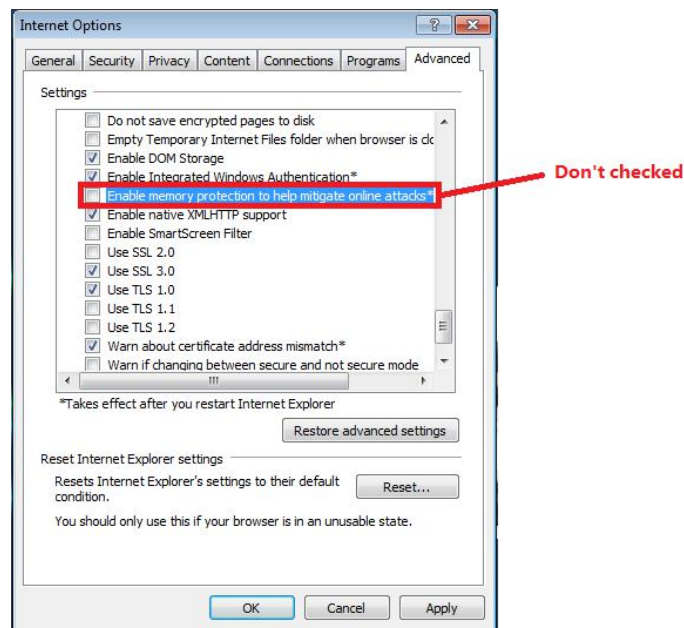 Internet Options
General Security Privacy Content Connections Programs Advanced
Settings
Do not save encrypted pages to disk
Empty Temporary Internet Files folder when browser is
Enable DOM Storage
Enable Integrated Windows Authentication*
Enable memory protection to help mitigate online attacks*
Don't checked
Enable native XMLHTTP support
Enable SmartScreen Filter
Use SSL 2.0
Use SSL 3.0
Use TLS 1.0
Use TLS 1.1
Use TLS 1.2
Warn about certificate address mismatch*
Warn if changing between secure and not secure mode
*Takes effect after you restart Internet Explorer
Restore advanced settings
Reset Internet Explorer settings
Resets Internet Explorer's settings to their default
condition.
Reset...
You should only use this if your browser is in an unusable state.
OK Cancel Apply